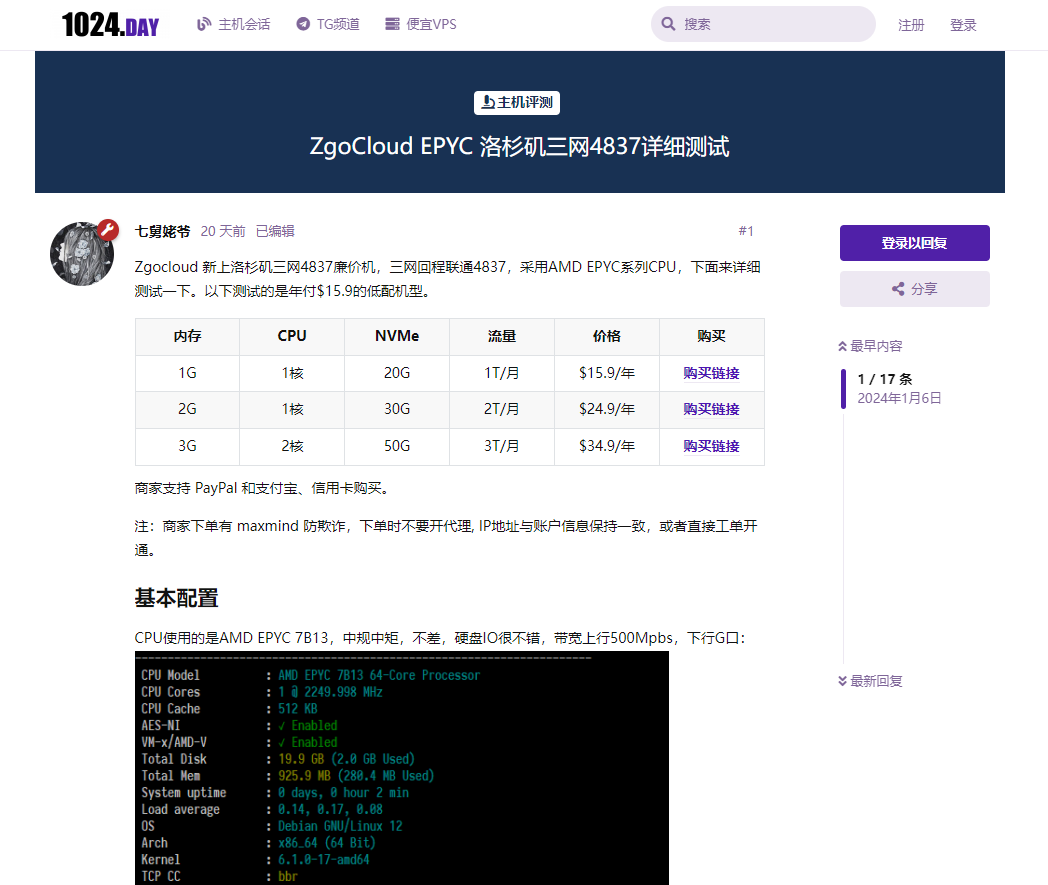 1024.DAY 主机会话 TG频道 便宜VPS 搜索 注册 登录
主机评测
ZgoCloud EPYC 洛杉矶三网4837详细测试
七舅姥爷 20 天前 已编辑 #1
Zgocloud 新上洛杉矶三网4837廉价机，三网回程联通4837，采用AMD EPYC系列CPU，下面来详细
测试一下。以下测试的是年付$15.9的低配机型。
内存 CPU NVMe 流量 价格 购买
1G 1核 20G 1T/月 $15.9/年 购买链接
2G 1核 30G 2T/月 $24.9/年 购买链接
3G 2核 50G 3T/月 $34.9/年 购买链接
商家支持 PayPal 和支付宝、信用卡购买。
注：商家下单有 maxmind 防欺诈，下单时不要开代理, IP地址与账户信息保持一致，或者直接工单开
通。
基本配置
CPU使用的是AMD EPYC 7B13，中规中矩，不差，硬盘IO很不错，带宽上行500Mpbs，下行G口：
----------------------------------------------------------------------
CPU Model : AMD EPYC 7B13 64-Core Processor
CPU Cores : 1 @ 2249.998 MHz
CPU Cache : 512 KB
AES-NI : ✓ Enabled
VM-x/AMD-V : ✓ Enabled
Total Disk : 19.9 GB (2.0 GB Used)
Total Mem : 925.9 MB (280.4 MB Used)
System uptime : 0 days, 0 hour 2 min
Load average : 0.14, 0.17, 0.08
OS : Debian GNU/Linux 12
Arch : x86_64 (64 Bit)
Kernel : 6.1.0-17-amd64
TCP CC : bbr
登录以回复
分享
最早内容
1 / 17 条
2024年1月6日
最新回复